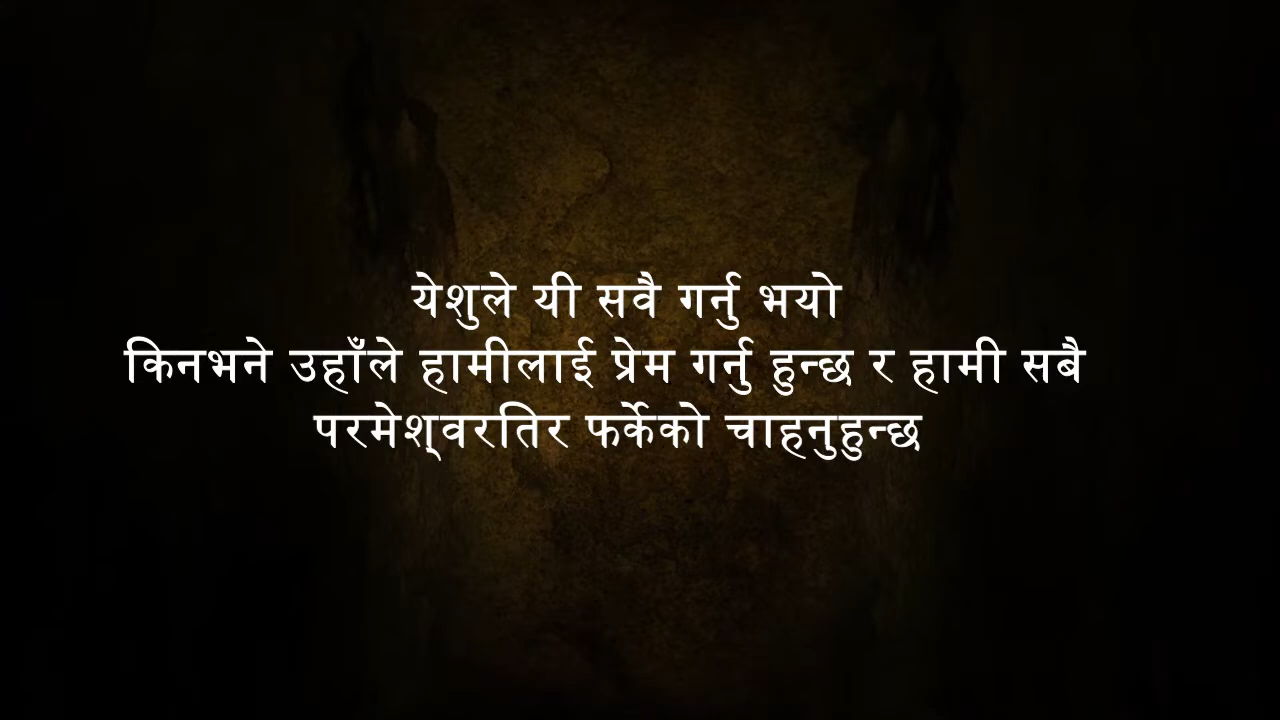 येशुले यी सवै गर्नु भयो
किनभने उहाँले हामीलाई प्रेम गर्नु हुन्छ र हामी सबै
परमेश्‍वरतिर फर्केको चाहनुहुन्छ